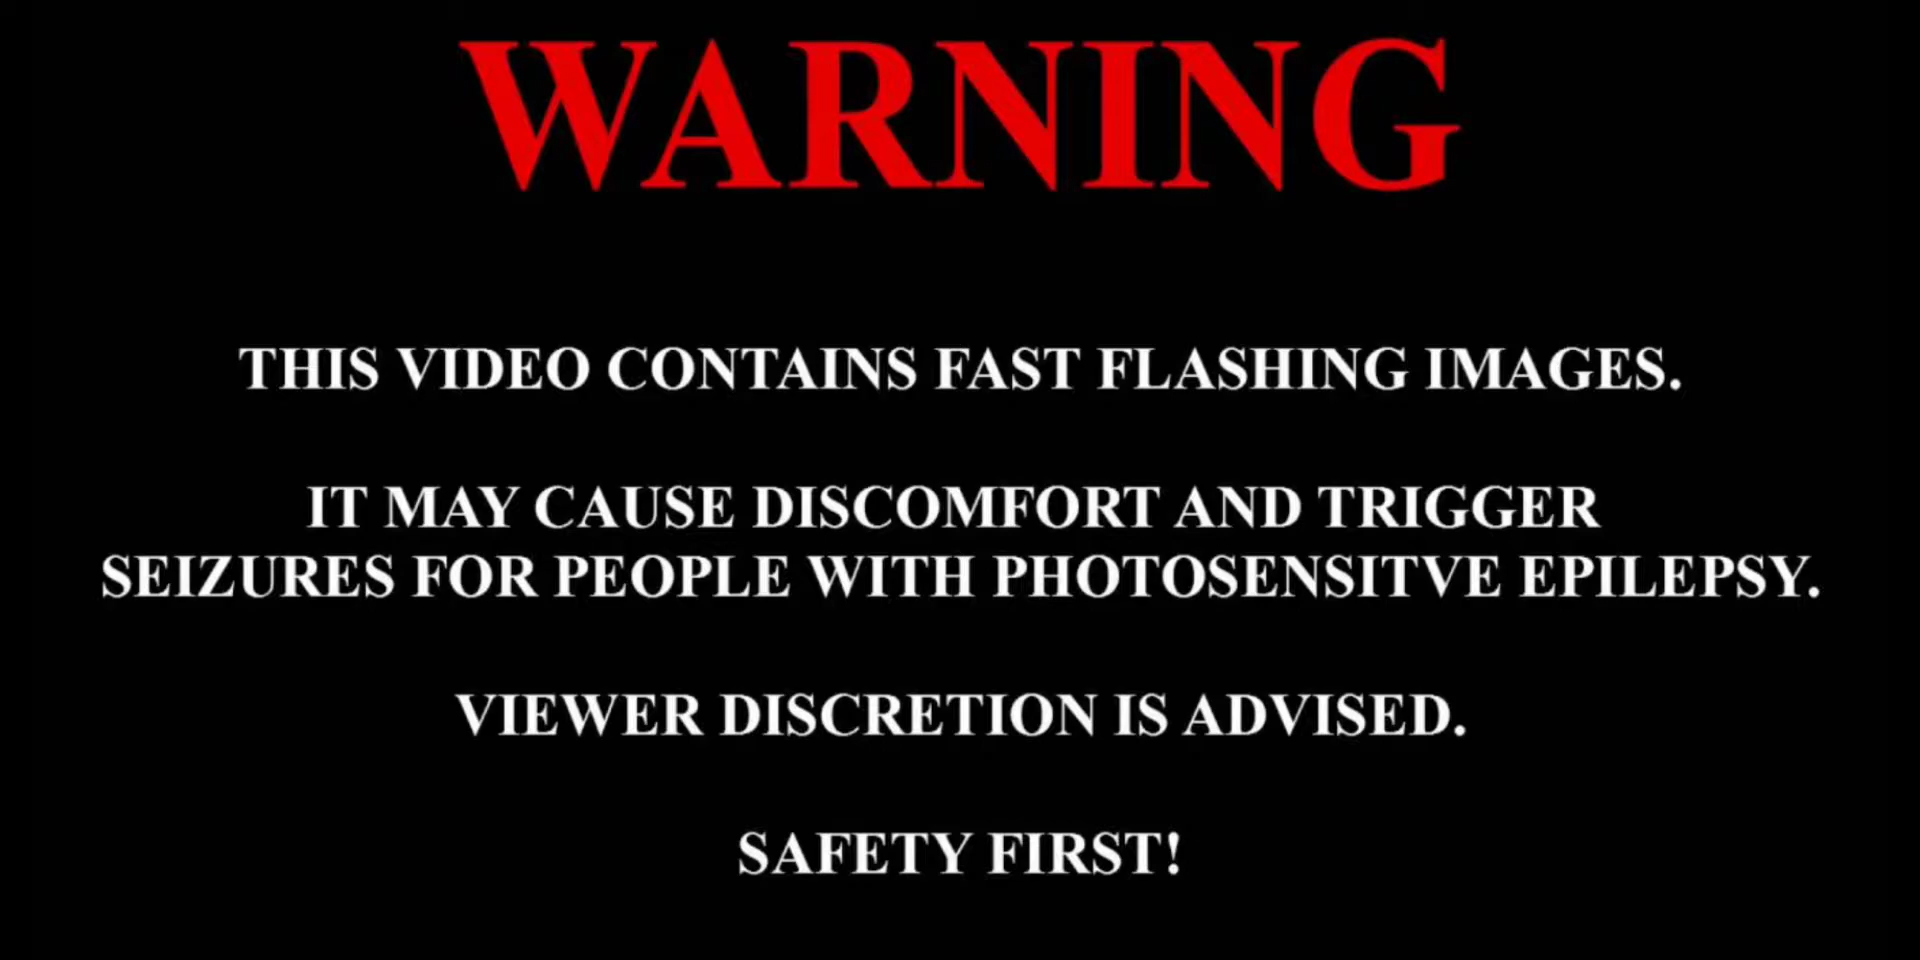 WARNING
THIS VIDEO CONTAINS FAST FLASHING IMAGES.
IT MAY CAUSE DISCOMFORT AND TRIGGER
SEIZURES FOR PEOPLE WITH PHOTOSENSITVE EPILEPSY.
VIEWER DISCRETION IS ADVISED.
SAFETY FIRST!